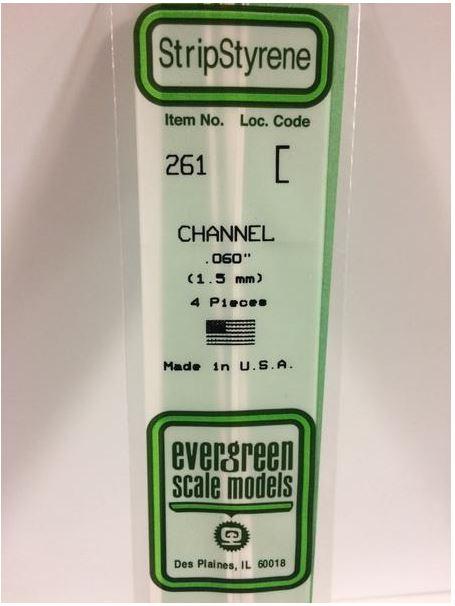 StripStyrene
Item No. Loc. Code
261 [
CHANNEL
.060"
(1.5 mm)
4 Pieces
Made in U.S.A.
evergreen
scale models
Des Plaines, IL 60018